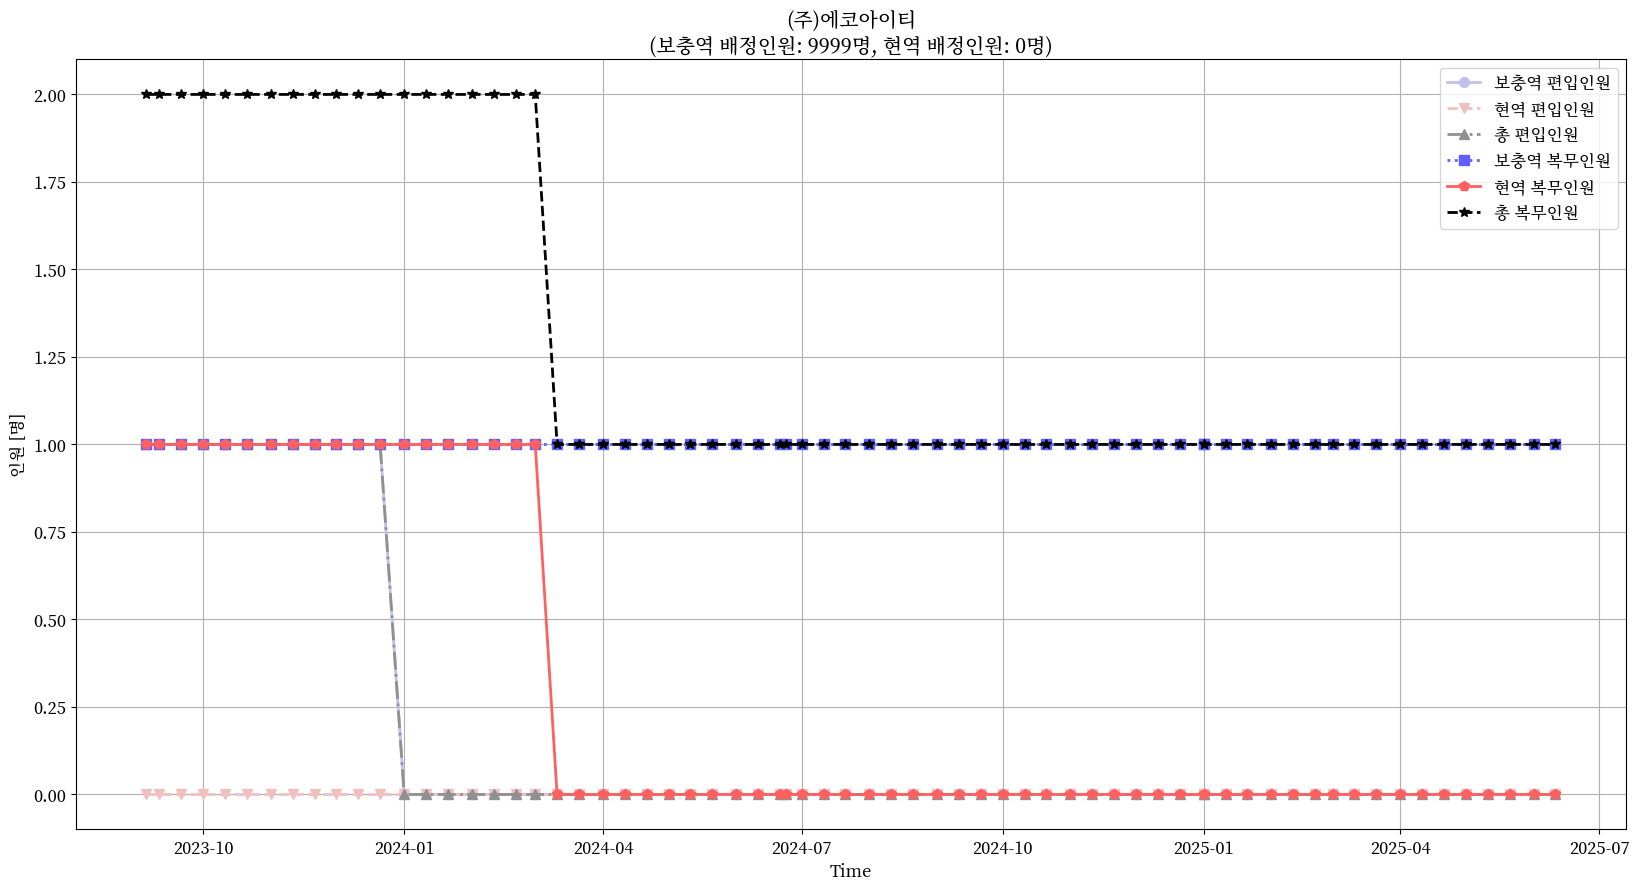 (주)에코아이티
(보충역 배정인원: 9999명, 현역 배정인원: 0명)
보충역 편입인원
현역 편입인원
총 편입인원
보충역 복무인원
현역 복무인원
총 복무인원
인원 [명]
2.00
1.75
1.50
1.25
1.00
0.75
0.50
0.25
0.00
2023-10
2024-01
2024-04
2024-07
2024-10
2025-01
2025-04
2025-07
Time